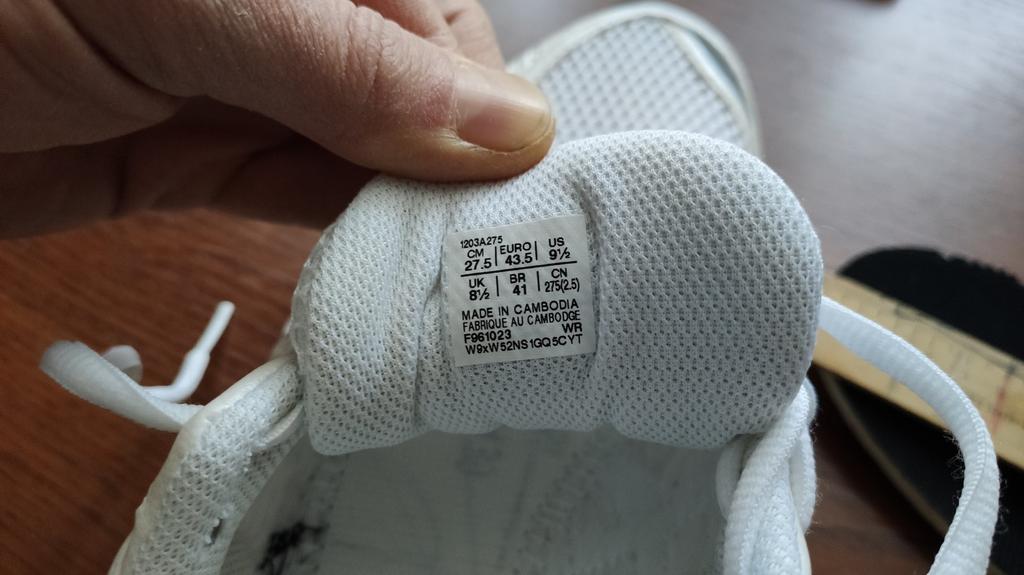 1203A275
CM 27.5 | EURO 43.5 | US 9½
UK 8½ | BR 41 | CN 275(2.5)
MADE IN CAMBODIA
FABRIQUE AU CAMBODGE
F961023 WR
W9xW52NS1GQ5CYT